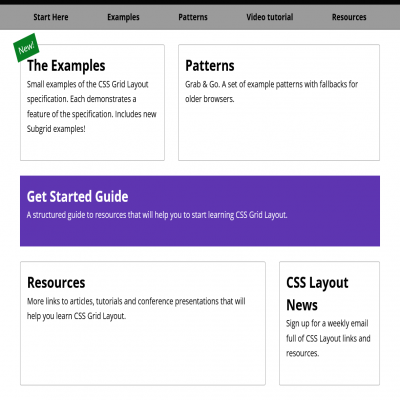 Start Here Examples Patterns Video tutorial Resources
New!
The Examples
Small examples of the CSS Grid Layout
specification. Each demonstrates a
feature of the specification. Includes new
Subgrid examples!
Patterns
Grab & Go. A set of example patterns with fallbacks for
older browsers.
Get Started Guide
A structured guide to resources that will help you to start learning CSS Grid Layout.
Resources
More links to articles, tutorials and conference presentations that will
help you learn CSS Grid Layout.
CSS Layout
News
Sign up for a weekly email
full of CSS Layout links and
resources.